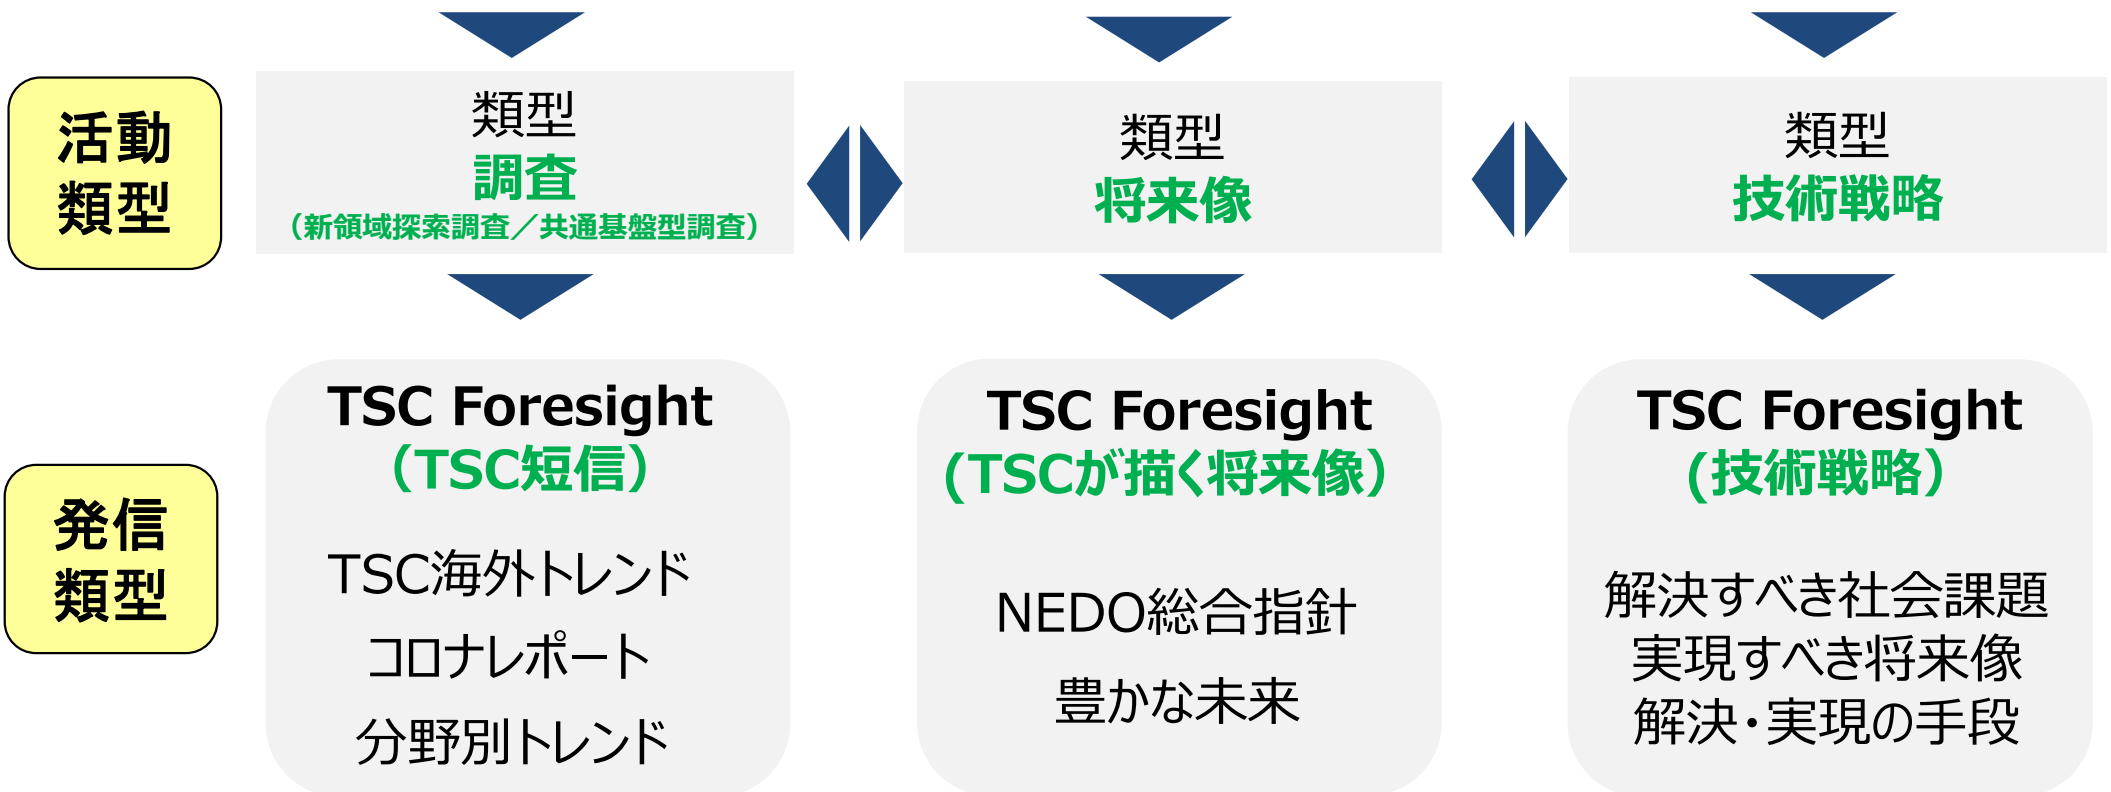 活動
類型
類型
調査
（新領域探索調査／共通基盤型調査）
類型
将来像
類型
技術戦略
発信
類型
TSC Foresight
（TSC短信）
TSC海外トレンド
コロナレポート
分野別トレンド
TSC Foresight
(TSCが描く将来像）
NEDO総合指針
豊かな未来
TSC Foresight
(技術戦略）
解決すべき社会課題
実現すべき将来像
解決・実現の手段